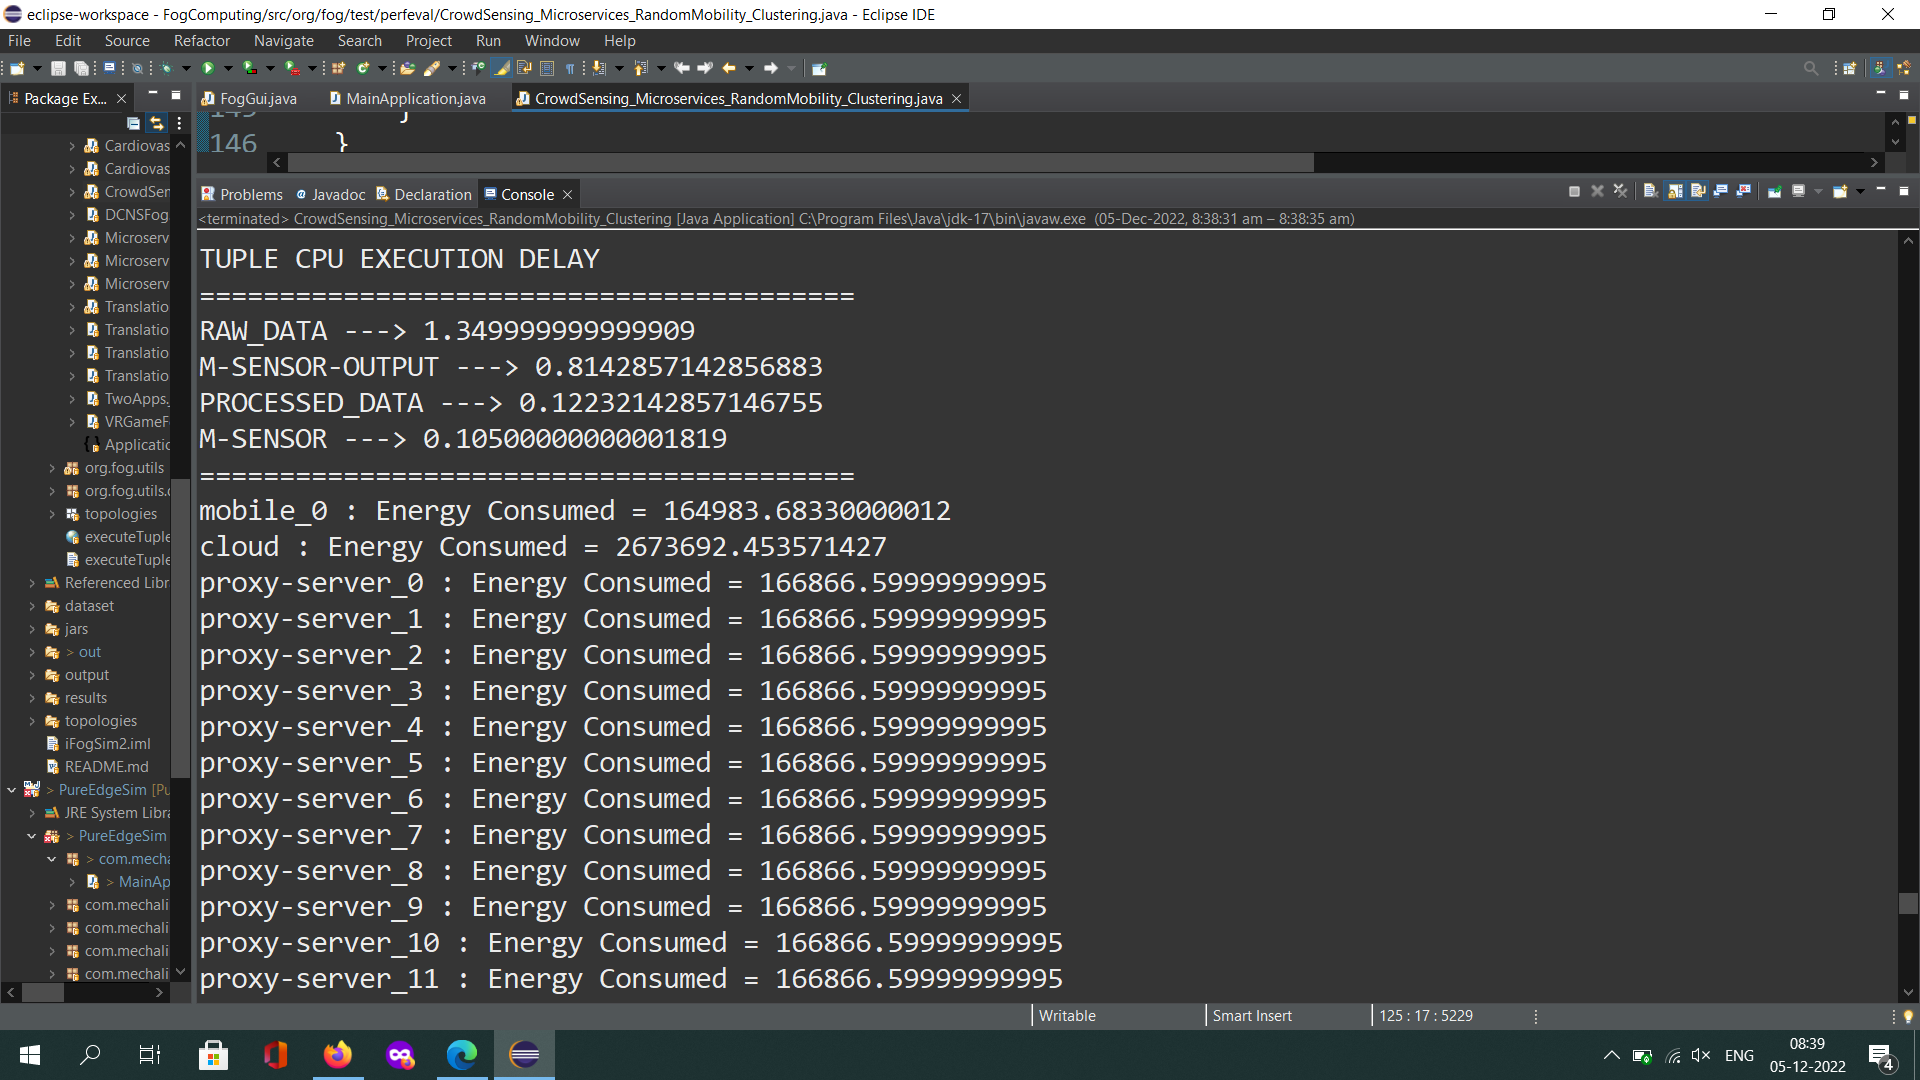 eclipse-workspace - FogComputing/src/org/fog/test/perfeval/CrowdSensing_Microservices_RandomMobility_Clustering.java - Eclipse IDE
File Edit Source Refactor Navigate Search Project Run Window Help
Package Ex...
FogGui.java MainApplication.java CrowdSensing_Microservices_RandomMobility_Clustering.java
146 }
Cardiovas
Cardiovas
CrowdSen
DCNSFog
Microserv
Microserv
Microserv
Translatio
Translatio
Translatio
Translatio
TwoApps.
VRGameF
Applicatic
org.fog.utils
org.fog.utils.
topologies
executeTuple
executeTuple
Referenced Libr
dataset
jars
> out
output
results
topologies
iFogSim2.iml
README.md
> PureEdgeSim [Pu
JRE System Libra
> PureEdgeSim
> com.mecha
> MainAp
com.mechali
com.mechali
com.mechali
com.mechali
Problems @ Javadoc Declaration Console
<terminated> CrowdSensing_Microservices_RandomMobility_Clustering [Java Application] C:\Program Files\Java\jdk-17\bin\javaw.exe (05-Dec-2022, 8:38:31 am – 8:38:35 am)
TUPLE CPU EXECUTION DELAY
=========================================
RAW_DATA ---> 1.349999999999909
M-SENSOR-OUTPUT ---> 0.8142857142856883
PROCESSED_DATA ---> 0.12232142857146755
M-SENSOR ---> 0.10500000000001819
=========================================
mobile_0 : Energy Consumed = 164983.68330000012
cloud : Energy Consumed = 2673692.453571427
proxy-server_0 : Energy Consumed = 166866.59999999995
proxy-server_1 : Energy Consumed = 166866.59999999995
proxy-server_2 : Energy Consumed = 166866.59999999995
proxy-server_3 : Energy Consumed = 166866.59999999995
proxy-server_4 : Energy Consumed = 166866.59999999995
proxy-server_5 : Energy Consumed = 166866.59999999995
proxy-server_6 : Energy Consumed = 166866.59999999995
proxy-server_7 : Energy Consumed = 166866.59999999995
proxy-server_8 : Energy Consumed = 166866.59999999995
proxy-server_9 : Energy Consumed = 166866.59999999995
proxy-server_10 : Energy Consumed = 166866.59999999995
proxy-server_11 : Energy Consumed = 166866.59999999995
Writable Smart Insert 125 : 17 : 5229
ENG
08:39
05-12-2022
4